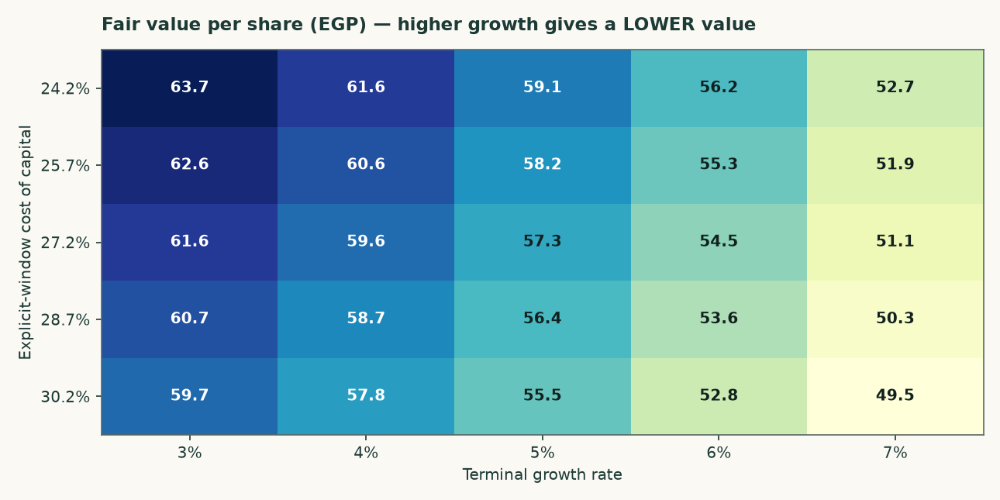 Fair value per share (EGP) — higher growth gives a LOWER value
Explicit-window cost of capital
24.2% 63.7 61.6 59.1 56.2 52.7
25.7% 62.6 60.6 58.2 55.3 51.9
27.2% 61.6 59.6 57.3 54.5 51.1
28.7% 60.7 58.7 56.4 53.6 50.3
30.2% 59.7 57.8 55.5 52.8 49.5
3% 4% 5% 6% 7%
Terminal growth rate